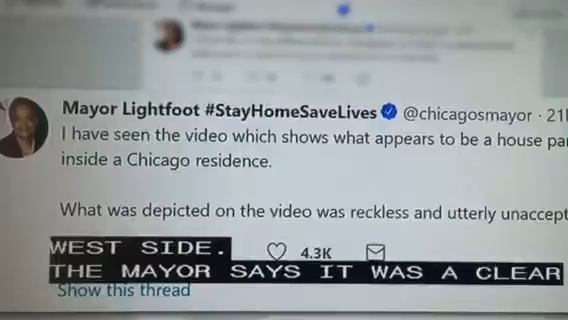 Mayor Lightfoot #StayHomeSaveLives @chicagosmayor · 21
I have seen the video which shows what appears to be a house pa
inside a Chicago residence.
What was depicted on the video was reckless and utterly unaccept
WEST SIDE.
4.3K
THE MAYOR SAYS IT WAS A CLEAR
Show this thread